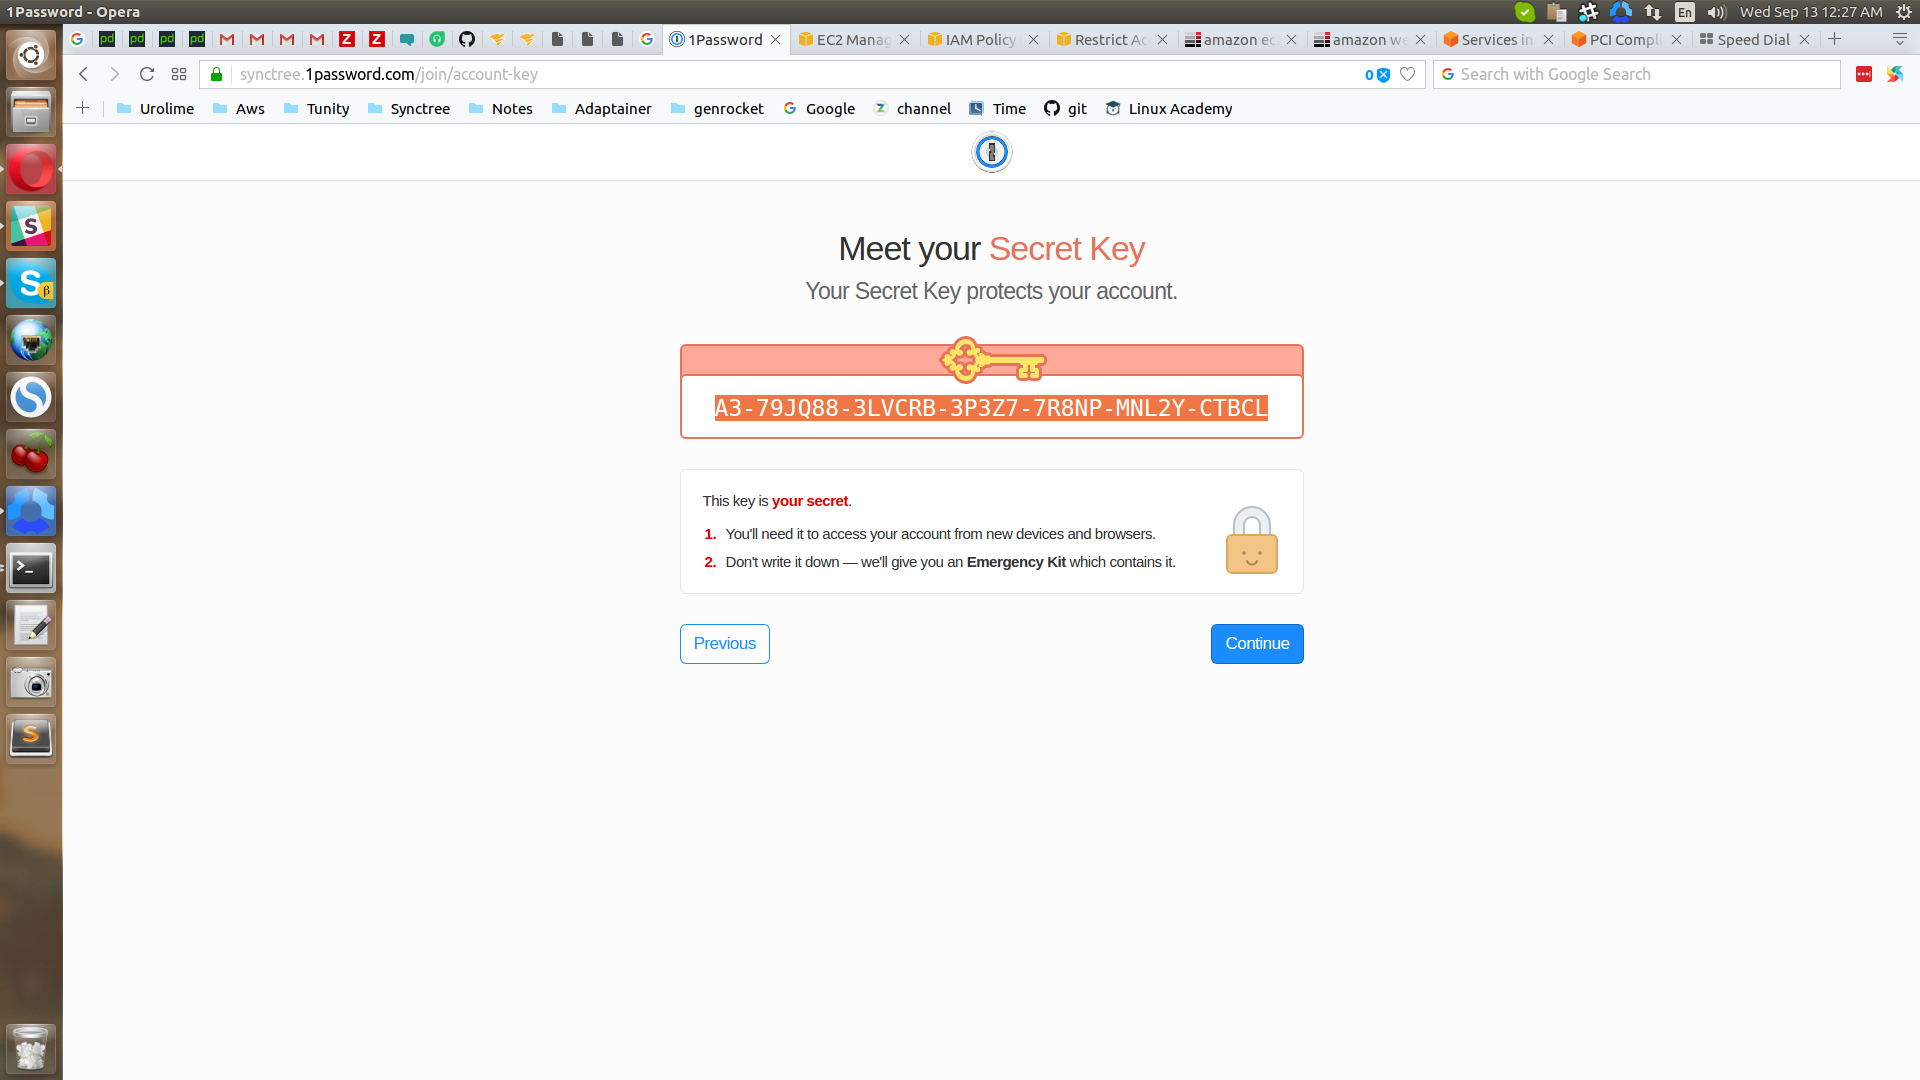 1Password - Opera
En
Wed Sep 13 12:27 AM
1Password
EC2 Manag
IAM Policy
Restrict Ac
amazon ec
amazon we
Services in
PCI Compli
Speed Dial
synctree.1password.com/join/account-key
0
Search with Google Search
Urolime
Aws
Tunity
Synctree
Notes
Adaptainer
genrocket
Google
channel
Time
git
Linux Academy
Meet your Secret Key
Your Secret Key protects your account.
A3-79JQ88-3LVCRB-3P3Z7-7R8NP-MNL2Y-CTBCL
This key is your secret.
1. You'll need it to access your account from new devices and browsers.
2. Don't write it down — we'll give you an Emergency Kit which contains it.
Previous
Continue